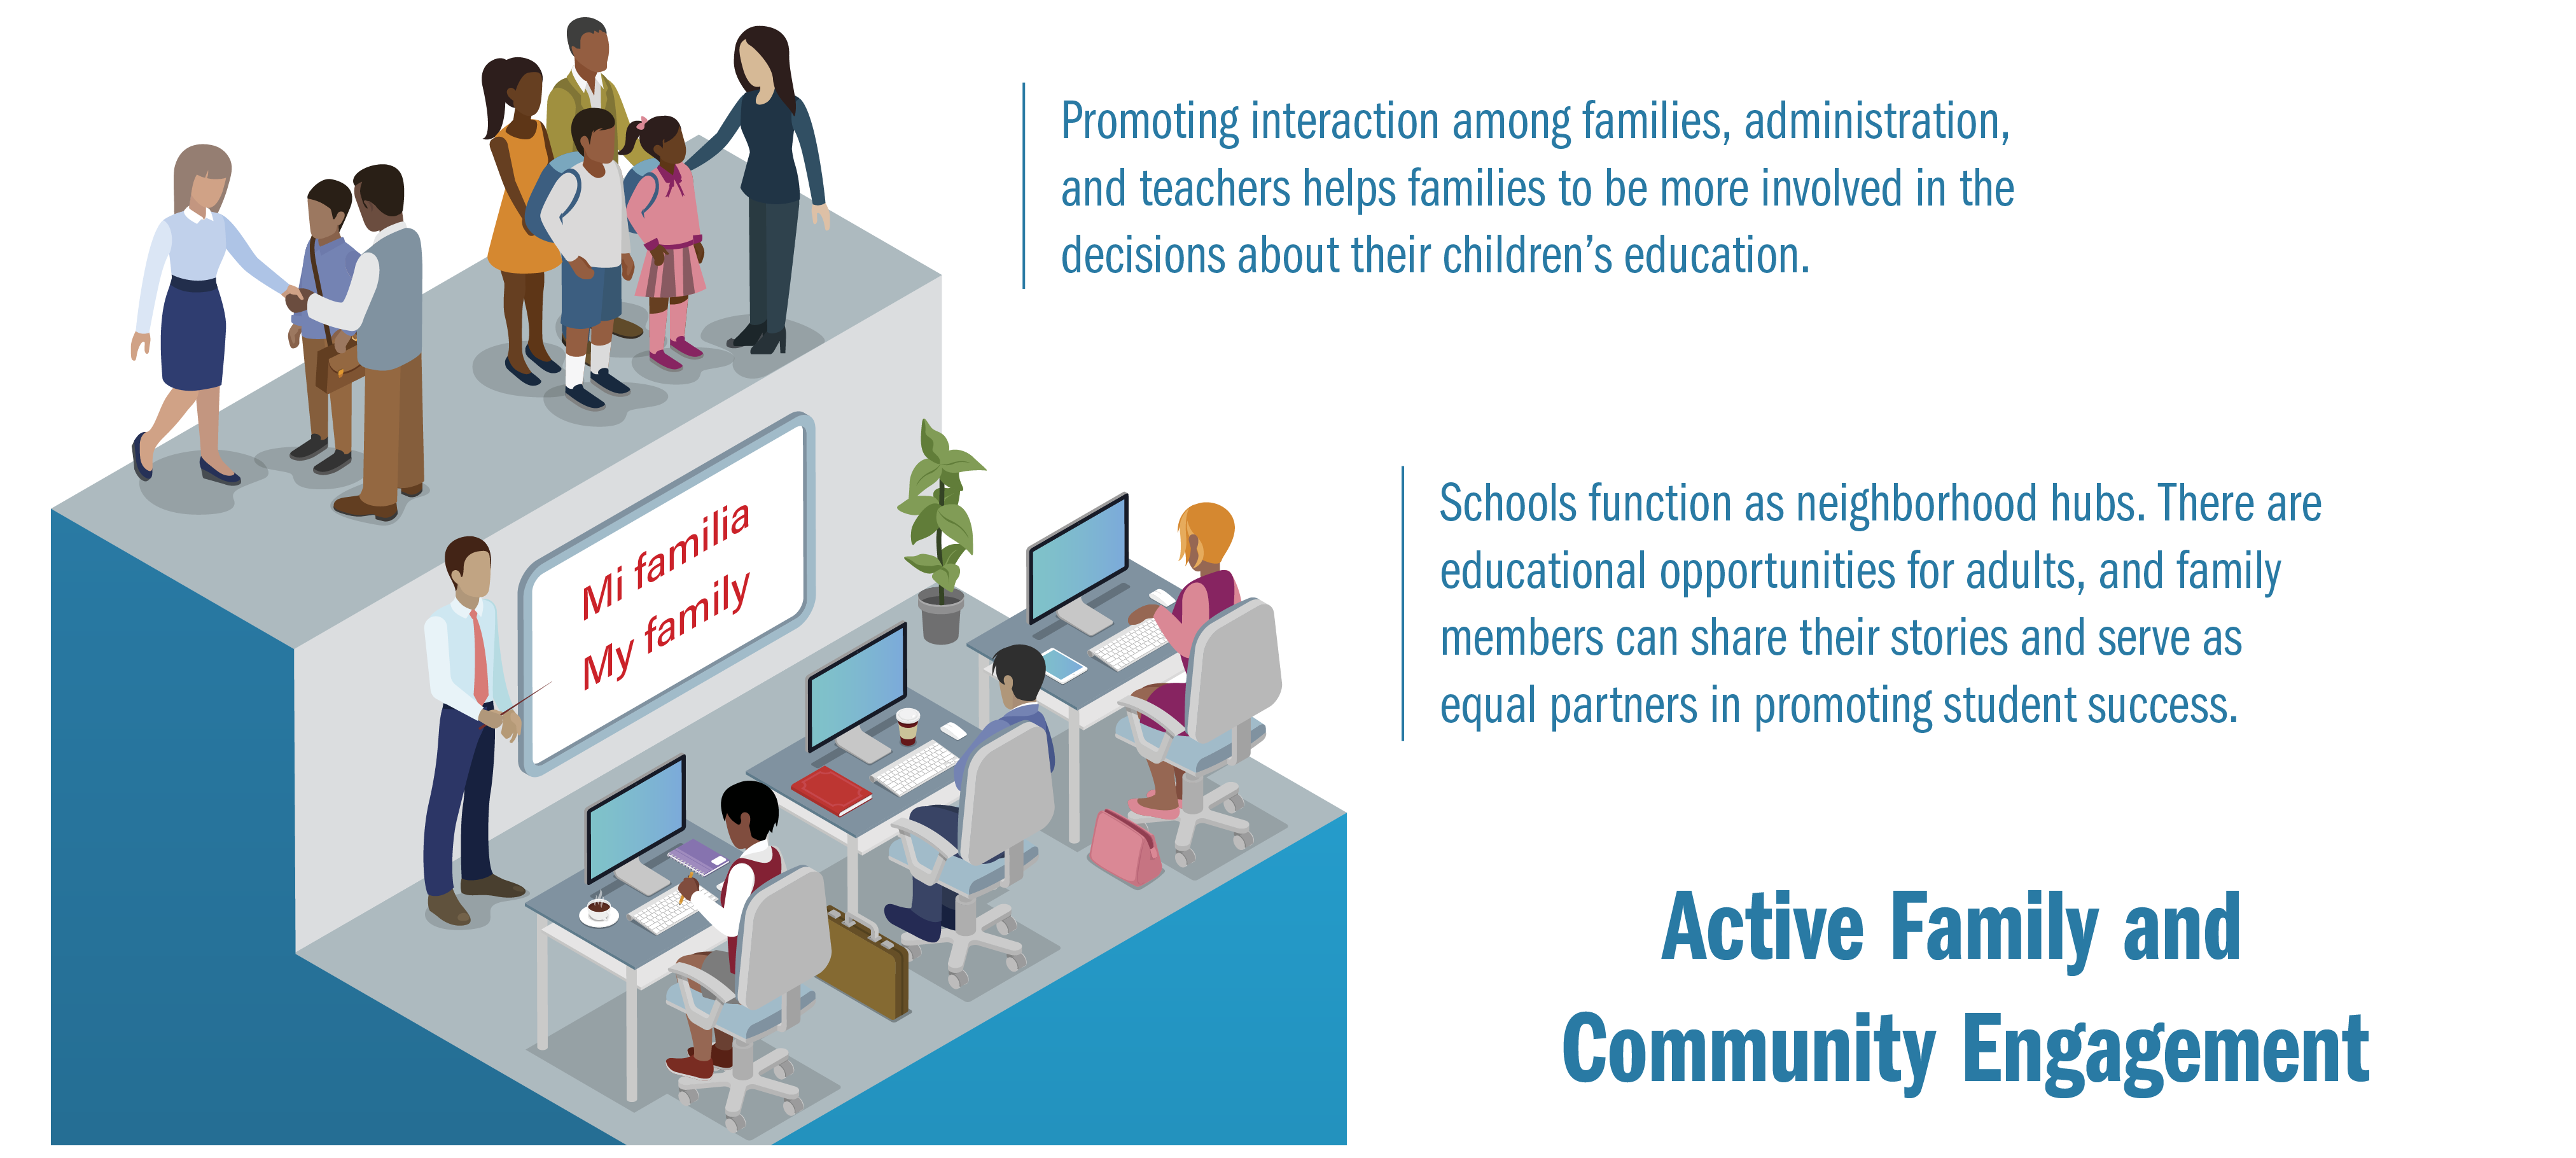 Promoting interaction among families, administration,
and teachers helps families to be more involved in the
decisions about their children’s education.
Mi familia
My family
Schools function as neighborhood hubs. There are
educational opportunities for adults, and family
members can share their stories and serve as
equal partners in promoting student success.
Active Family and
Community Engagement